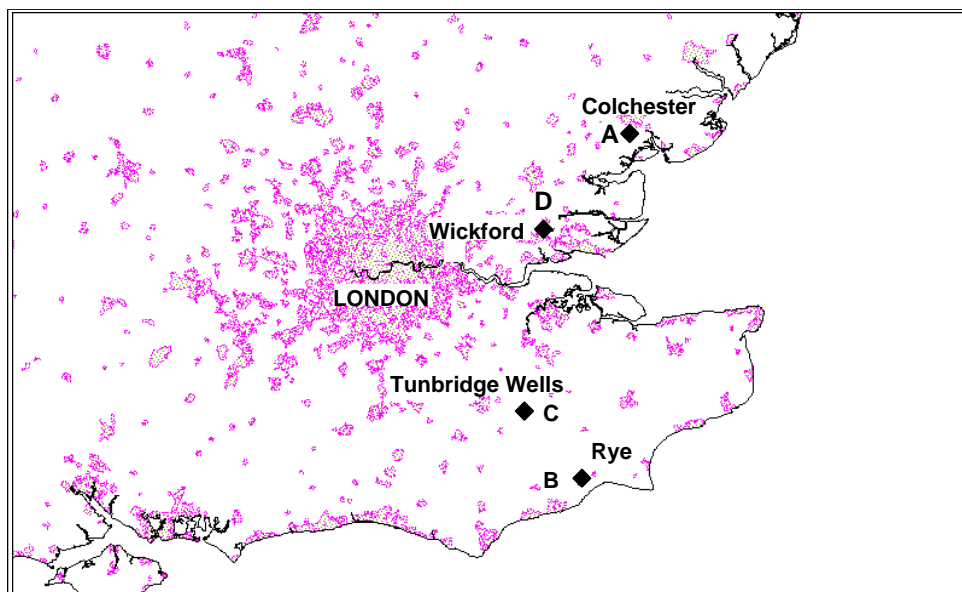 Colchester
A
D
Wickford
LONDON
Tunbridge Wells
C
Rye
B